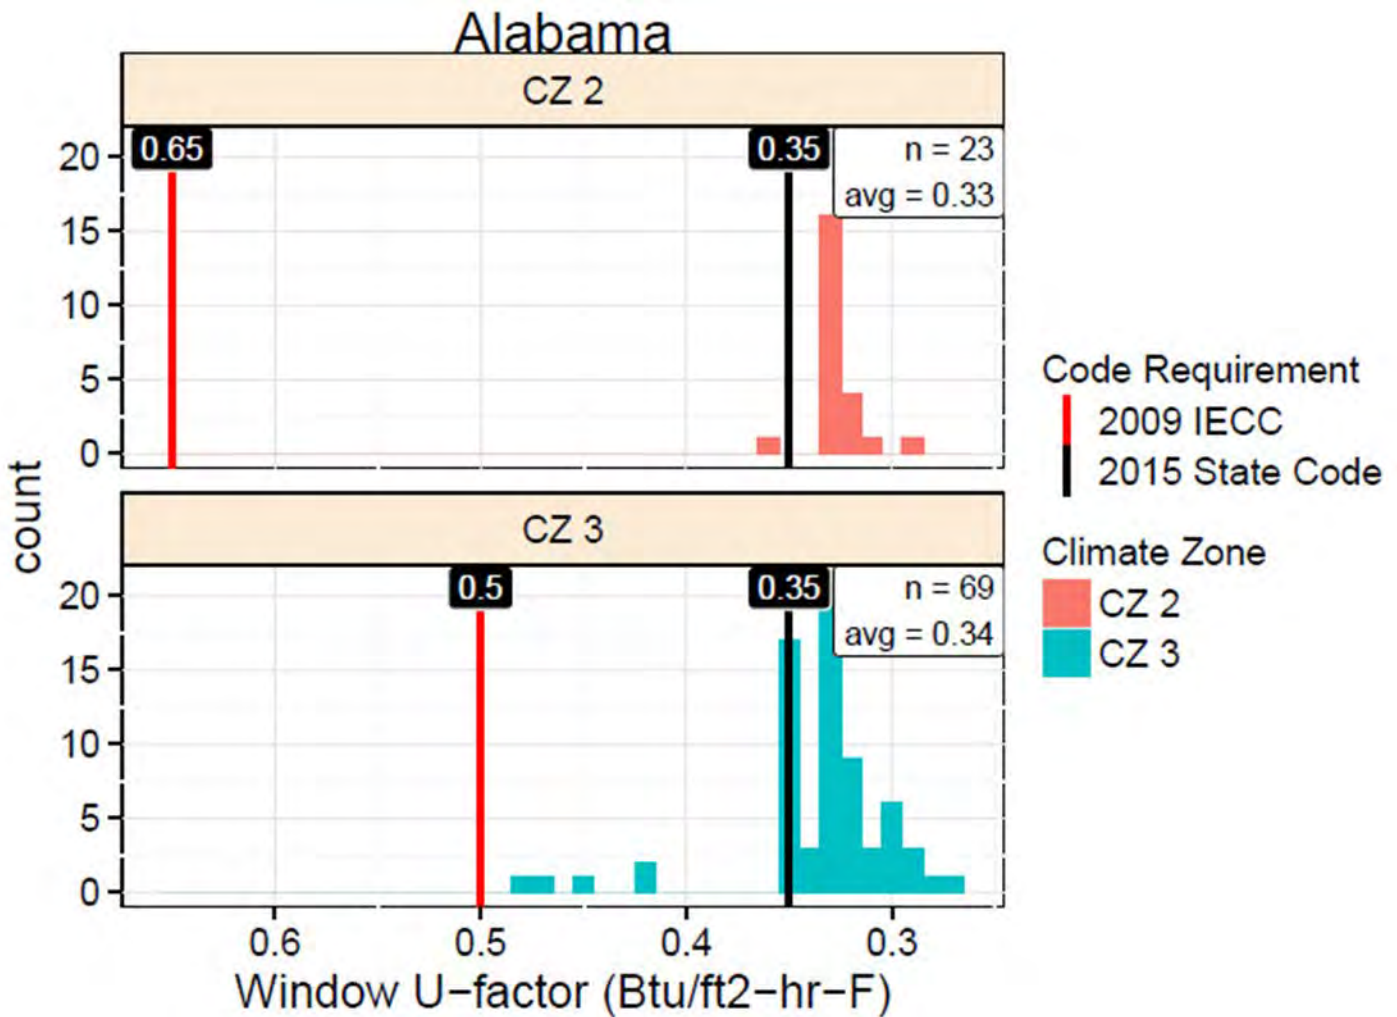 Alabama
CZ 2
0.65
0.35
n = 23
avg = 0.33
20
15
10
5
0
CZ 3
0.5
0.35
n = 69
avg = 0.34
20
15
10
5
0
count
0.6
0.5
0.4
0.3
Window U−factor (Btu/ft2−hr−F)
Code Requirement
2009 IECC
2015 State Code
Climate Zone
CZ 2
CZ 3